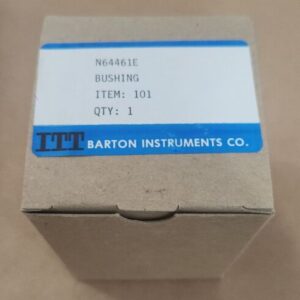 N64461E
BUSHING
ITEM: 101
QTY: 1
ITT BARTON INSTRUMENTS CO.